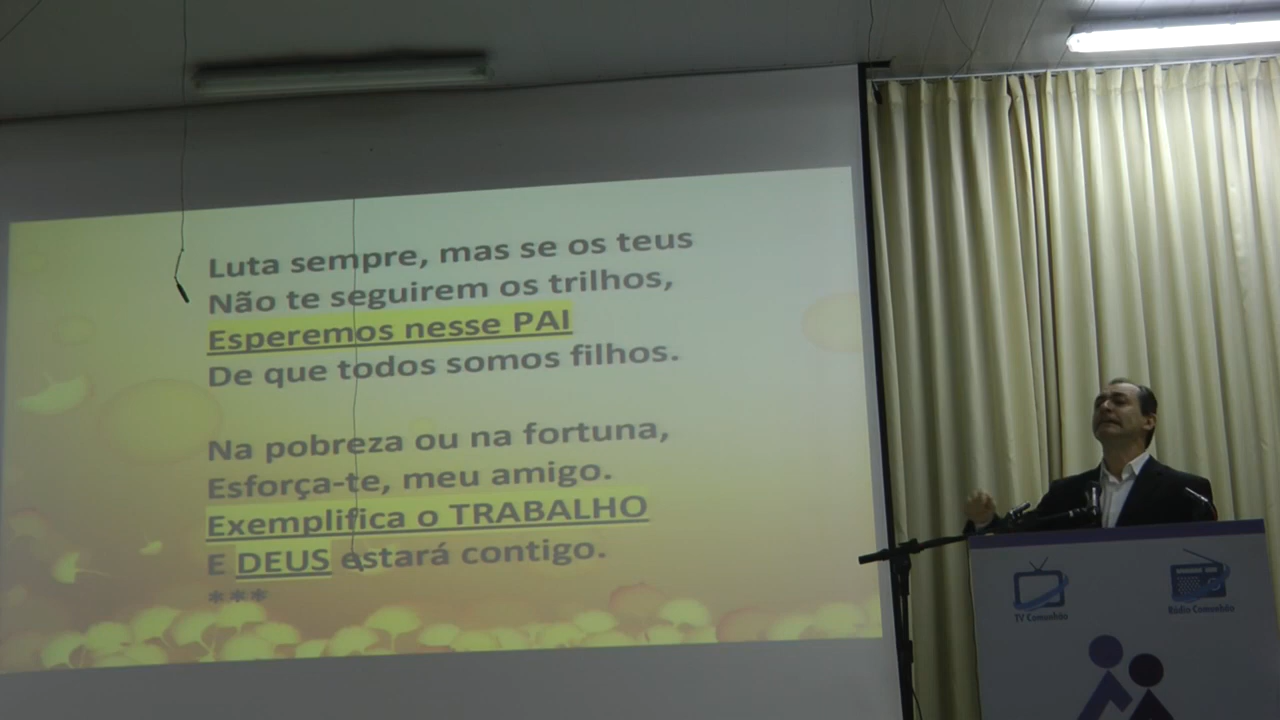 Luta sempre, mas se os teus
Não te seguirem os trilhos,
Esperemos nesse PAI
De que todos somos filhos.
Na pobreza ou na fortuna,
Esforça-te, meu amigo.
Exemplifica o TRABALHO
E DEUS estará contigo.
***
TV Comunhão
Rádio Comunhão